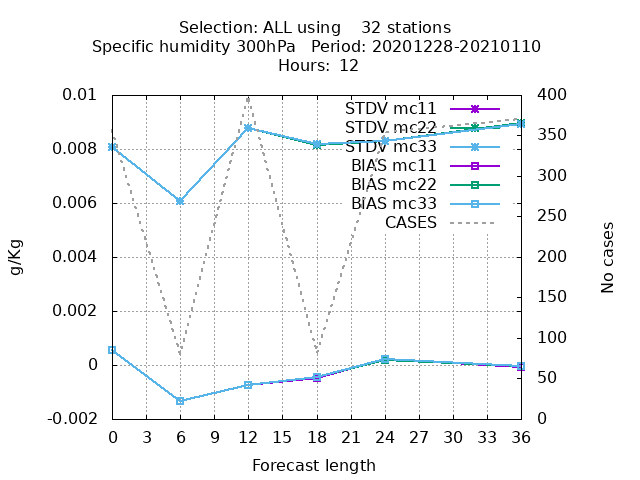 Selection: ALL using    32 stations
Specific humidity 300hPa   Period: 20201228-20210110
Hours:  12
0.01
0.008
0.006
0.004
0.002
0
-0.002
g/Kg
STDV mc11
STDV mc22
STDV mc33
BIAS mc11
BIAS mc22
BIAS mc33
CASES
400
350
300
250
200
150
100
50
0
No cases
0 3 6 9 12 15 18 21 24 27 30 33 36
Forecast length